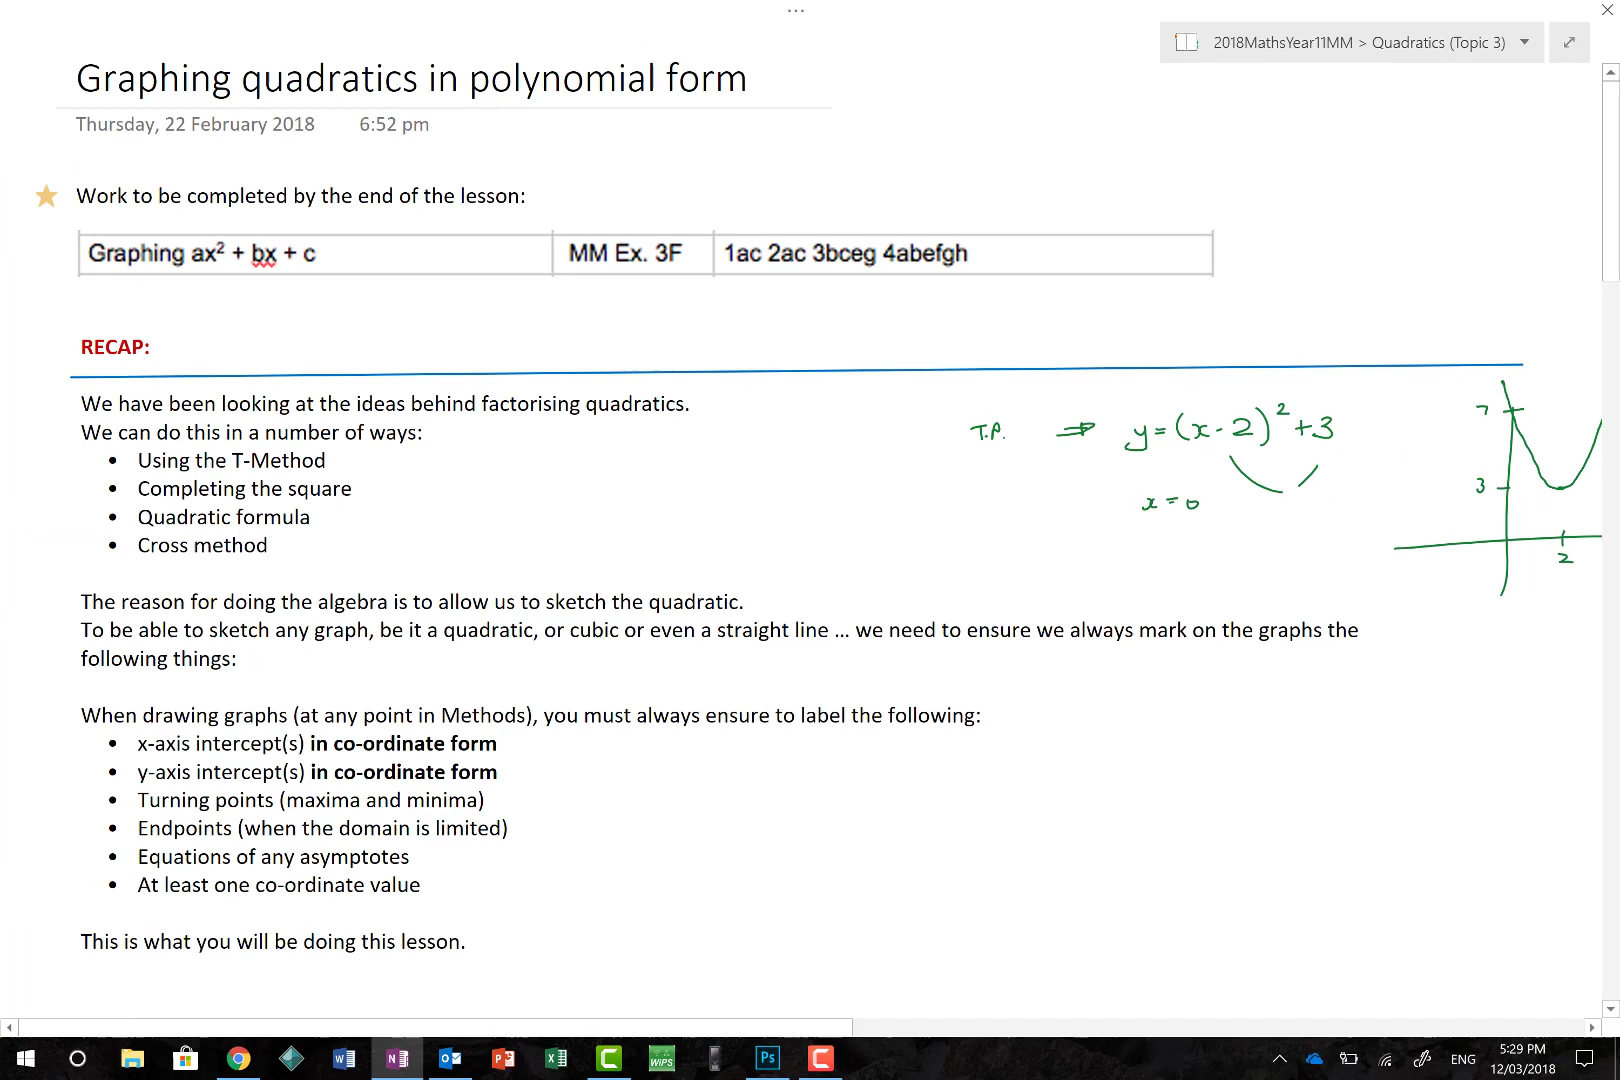 2018MathsYear11MM > Quadratics (Topic 3)
Graphing quadratics in polynomial form
Thursday, 22 February 2018 6:52 pm
Work to be completed by the end of the lesson:
Graphing ax² + bx + c MM Ex. 3F 1ac 2ac 3bceg 4abefgh
RECAP:
We have been looking at the ideas behind factorising quadratics.
We can do this in a number of ways:
• Using the T-Method
• Completing the square
• Quadratic formula
• Cross method
T.P. ⇒ y = (x - 2)² + 3
x = 0
7
3
2
The reason for doing the algebra is to allow us to sketch the quadratic.
To be able to sketch any graph, be it a quadratic, or cubic or even a straight line ... we need to ensure we always mark on the graphs the
following things:
When drawing graphs (at any point in Methods), you must always ensure to label the following:
• x-axis intercept(s) in co-ordinate form
• y-axis intercept(s) in co-ordinate form
• Turning points (maxima and minima)
• Endpoints (when the domain is limited)
• Equations of any asymptotes
• At least one co-ordinate value
This is what you will be doing this lesson.
WiPS
Ps
ENG
5:29 PM
12/03/2018